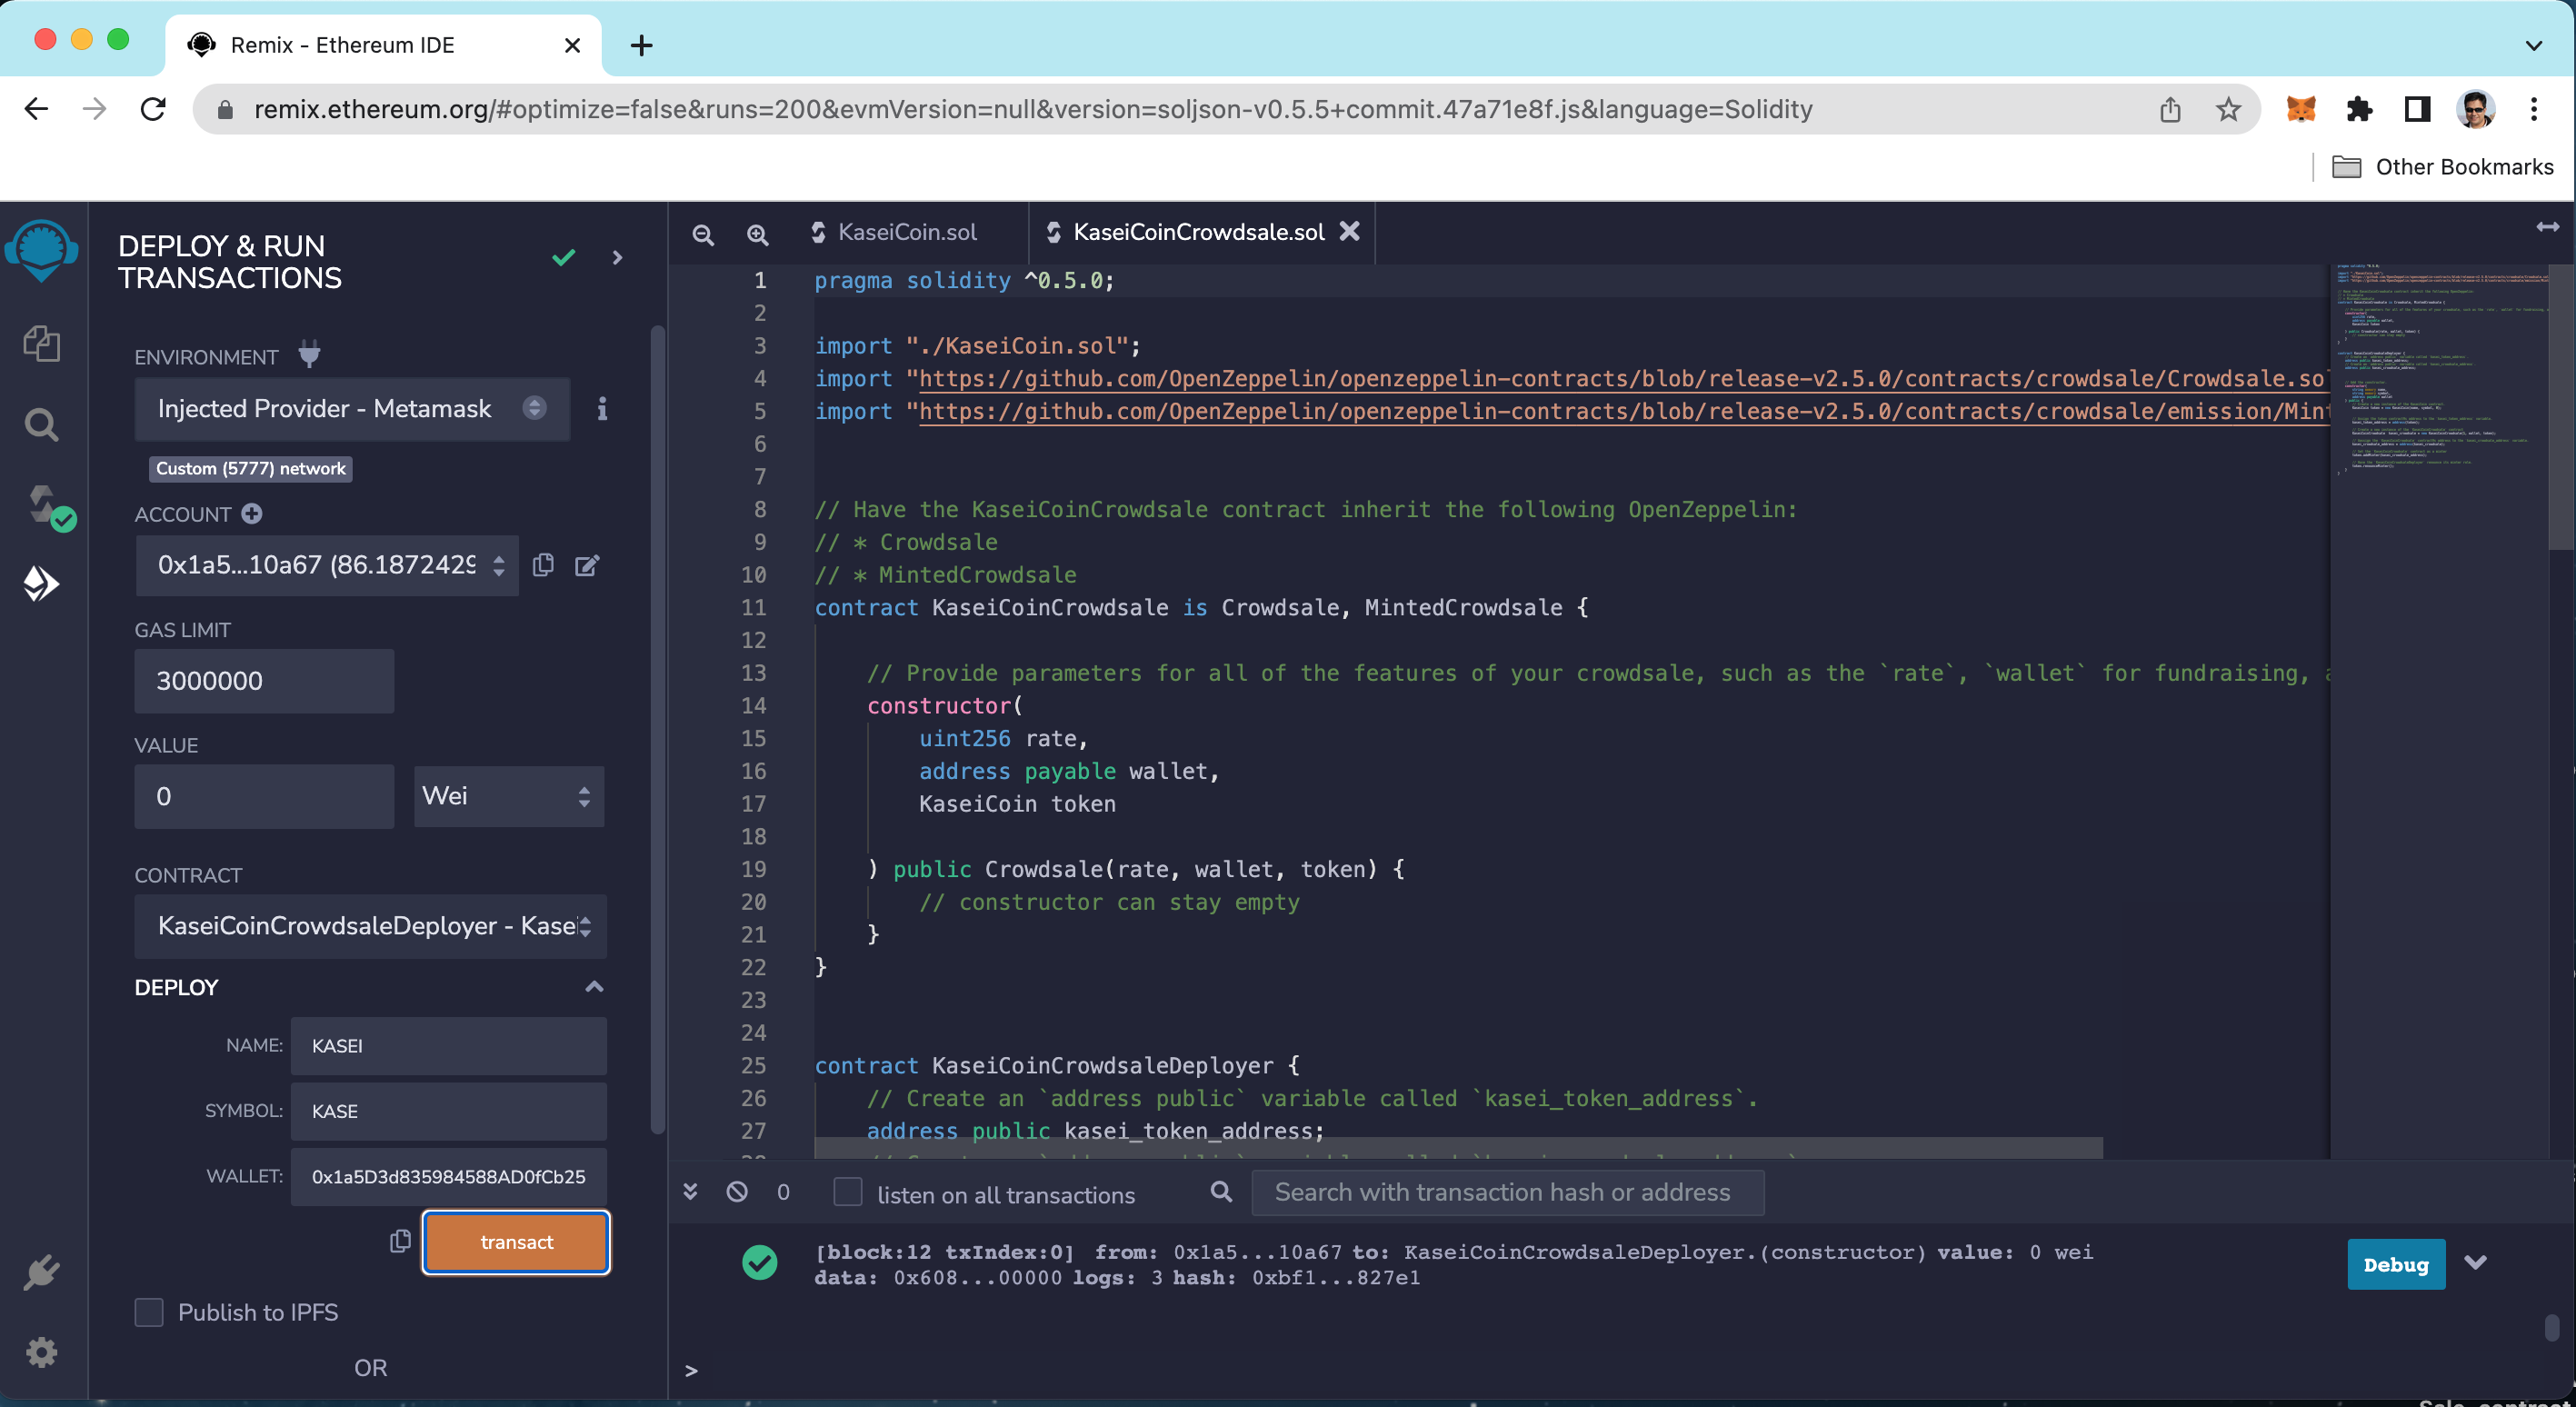 Remix - Ethereum IDE
remix.ethereum.org/#optimize=false&runs=200&evmVersion=null&version=soljson-v0.5.5+commit.47a71e8f.js&language=Solidity
Other Bookmarks
DEPLOY & RUN
TRANSACTIONS
ENVIRONMENT
Injected Provider - Metamask
Custom (5777) network
ACCOUNT
0x1a5...10a67 (86.1872429
GAS LIMIT
3000000
VALUE
0
Wei
CONTRACT
KaseiCoinCrowdsaleDeployer - Kasei
DEPLOY
NAME: KASEI
SYMBOL: KASE
WALLET: 0x1a5D3d835984588AD0fCb25
transact
Publish to IPFS
OR
KaseiCoin.sol
KaseiCoinCrowdsale.sol
1 pragma solidity ^0.5.0;
2
3 import "./KaseiCoin.sol";
4 import "https://github.com/OpenZeppelin/openzeppelin-contracts/blob/release-v2.5.0/contracts/crowdsale/Crowdsale.sol
5 import "https://github.com/OpenZeppelin/openzeppelin-contracts/blob/release-v2.5.0/contracts/crowdsale/emission/Mint
6
7
8 // Have the KaseiCoinCrowdsale contract inherit the following OpenZeppelin:
9 // * Crowdsale
10 // * MintedCrowdsale
11 contract KaseiCoinCrowdsale is Crowdsale, MintedCrowdsale {
12
13 // Provide parameters for all of the features of your crowdsale, such as the `rate`, `wallet` for fundraising, a
14 constructor(
15 uint256 rate,
16 address payable wallet,
17 KaseiCoin token
18
19 ) public Crowdsale(rate, wallet, token) {
20 // constructor can stay empty
21 }
22 }
23
24
25 contract KaseiCoinCrowdsaleDeployer {
26 // Create an `address public` variable called `kasei_token_address`.
27 address public kasei_token_address;
0
listen on all transactions
Search with transaction hash or address
[block:12 txIndex:0] from: 0x1a5...10a67 to: KaseiCoinCrowdsaleDeployer.(constructor) value: 0 wei
data: 0x608...00000 logs: 3 hash: 0xbf1...827e1
Debug
>